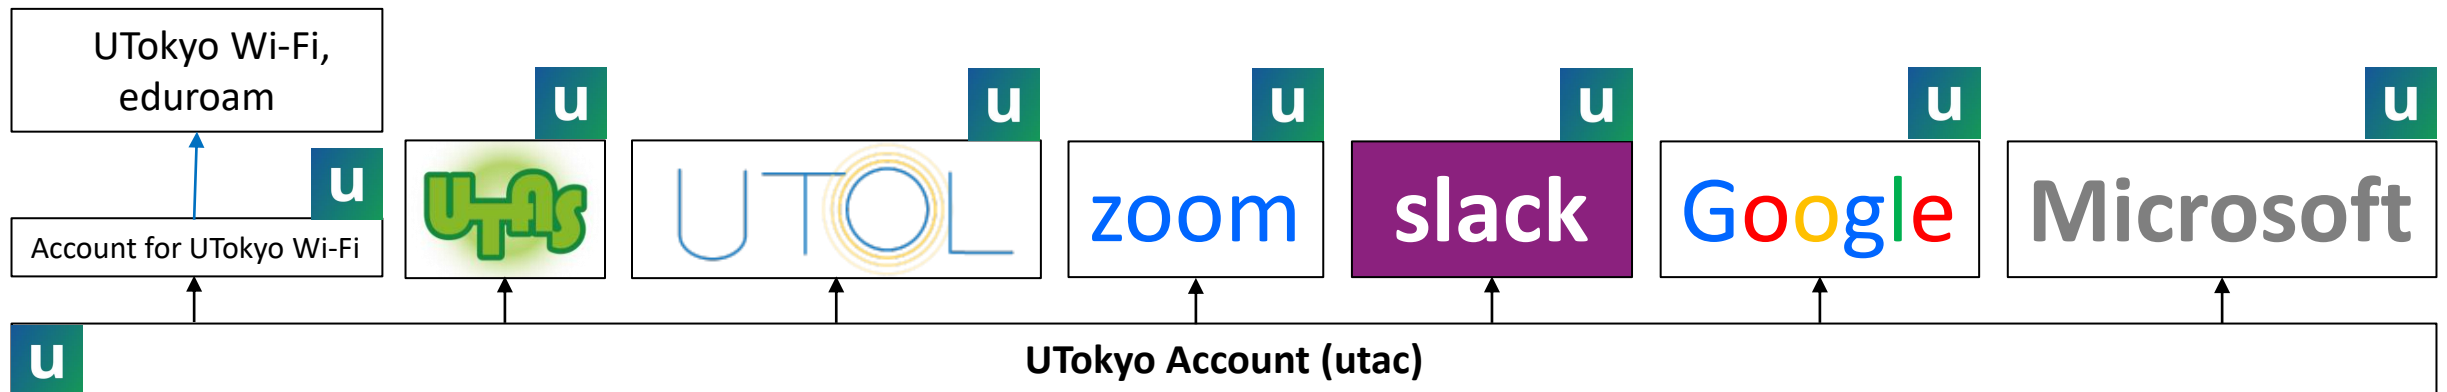 UTokyo Wi-Fi,
eduroam
u
u
u
u
u
u
u
Account for UTokyo Wi-Fi
UTAS
UTOL
zoom
slack
Google
Microsoft
u
UTokyo Account (utac)